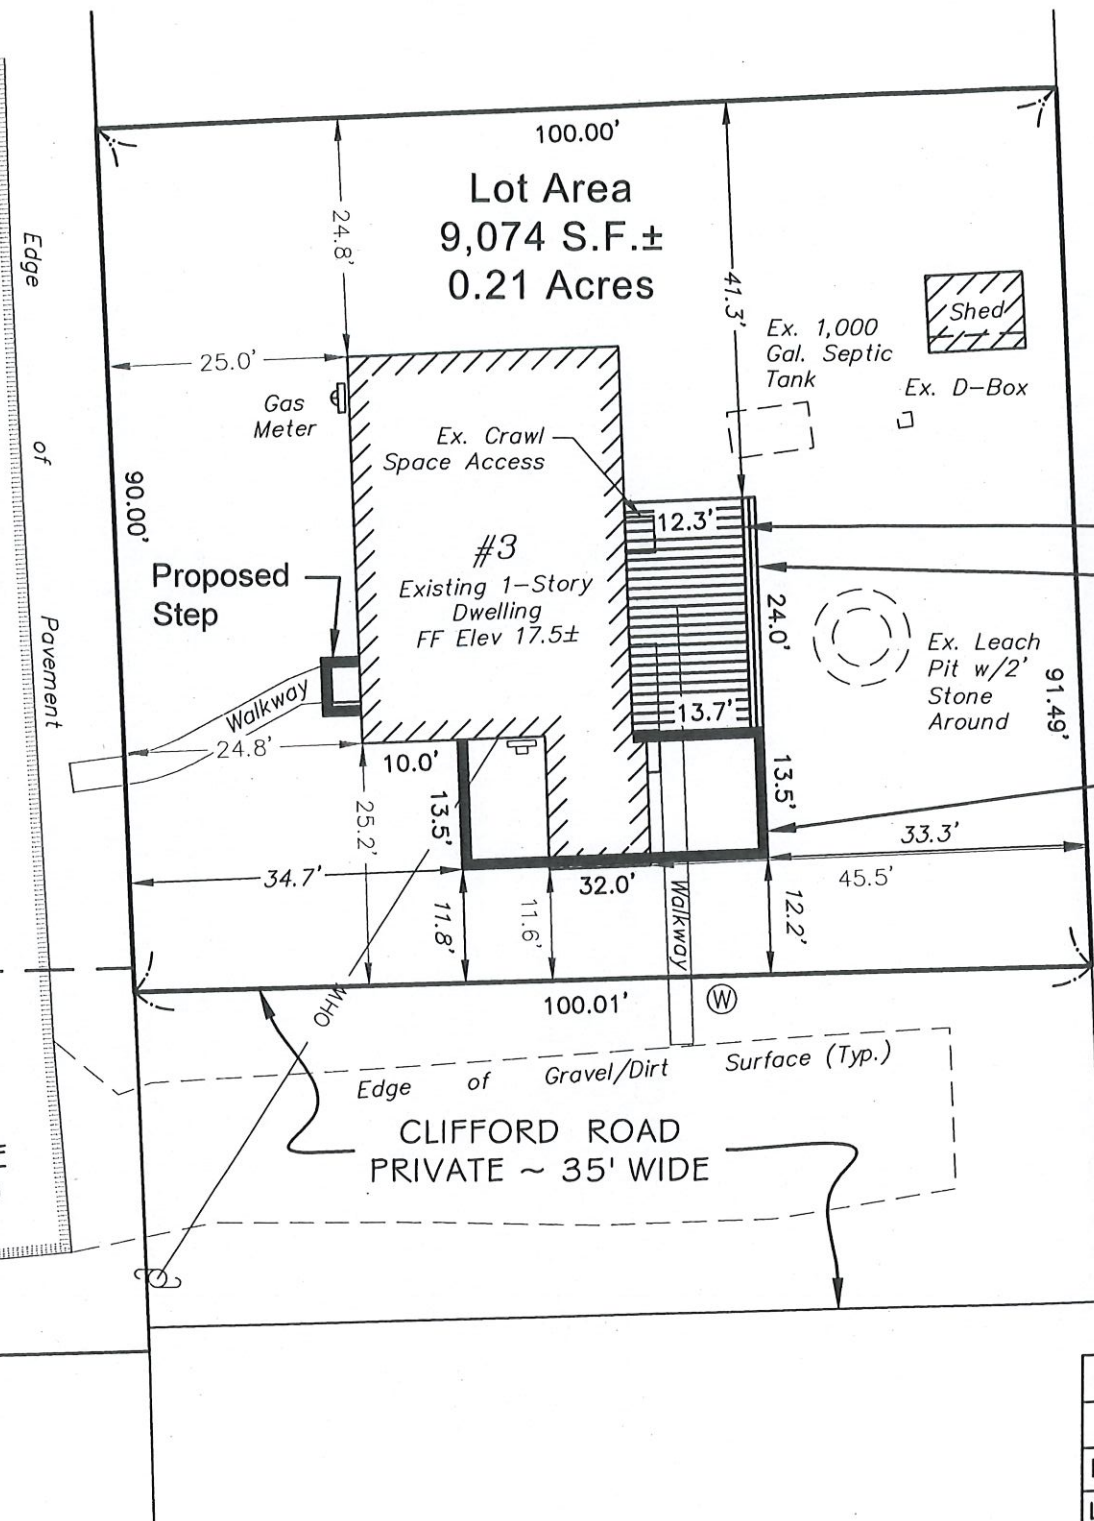 100.00'
Lot Area
9,074 S.F.±
0.21 Acres
24.8'
41.3'
Shed
Ex. 1,000
Gal. Septic
Tank
Ex. D-Box
25.0'
Gas
Meter
Ex. Crawl
Space Access
Edge of Pavement
90.00'
12.3'
#3
Existing 1-Story
Dwelling
FF Elev 17.5±
Proposed
Step
24.0'
Ex. Leach
Pit w/2'
Stone
Around
91.49'
Walkway
13.7'
24.8'
10.0'
13.5'
13.5'
25.2'
33.3'
34.7'
32.0'
45.5'
11.8'
11.6'
Walkway
12.2'
OHW
100.01'
W
Edge of Gravel/Dirt Surface (Typ.)
CLIFFORD ROAD
PRIVATE ~ 35' WIDE